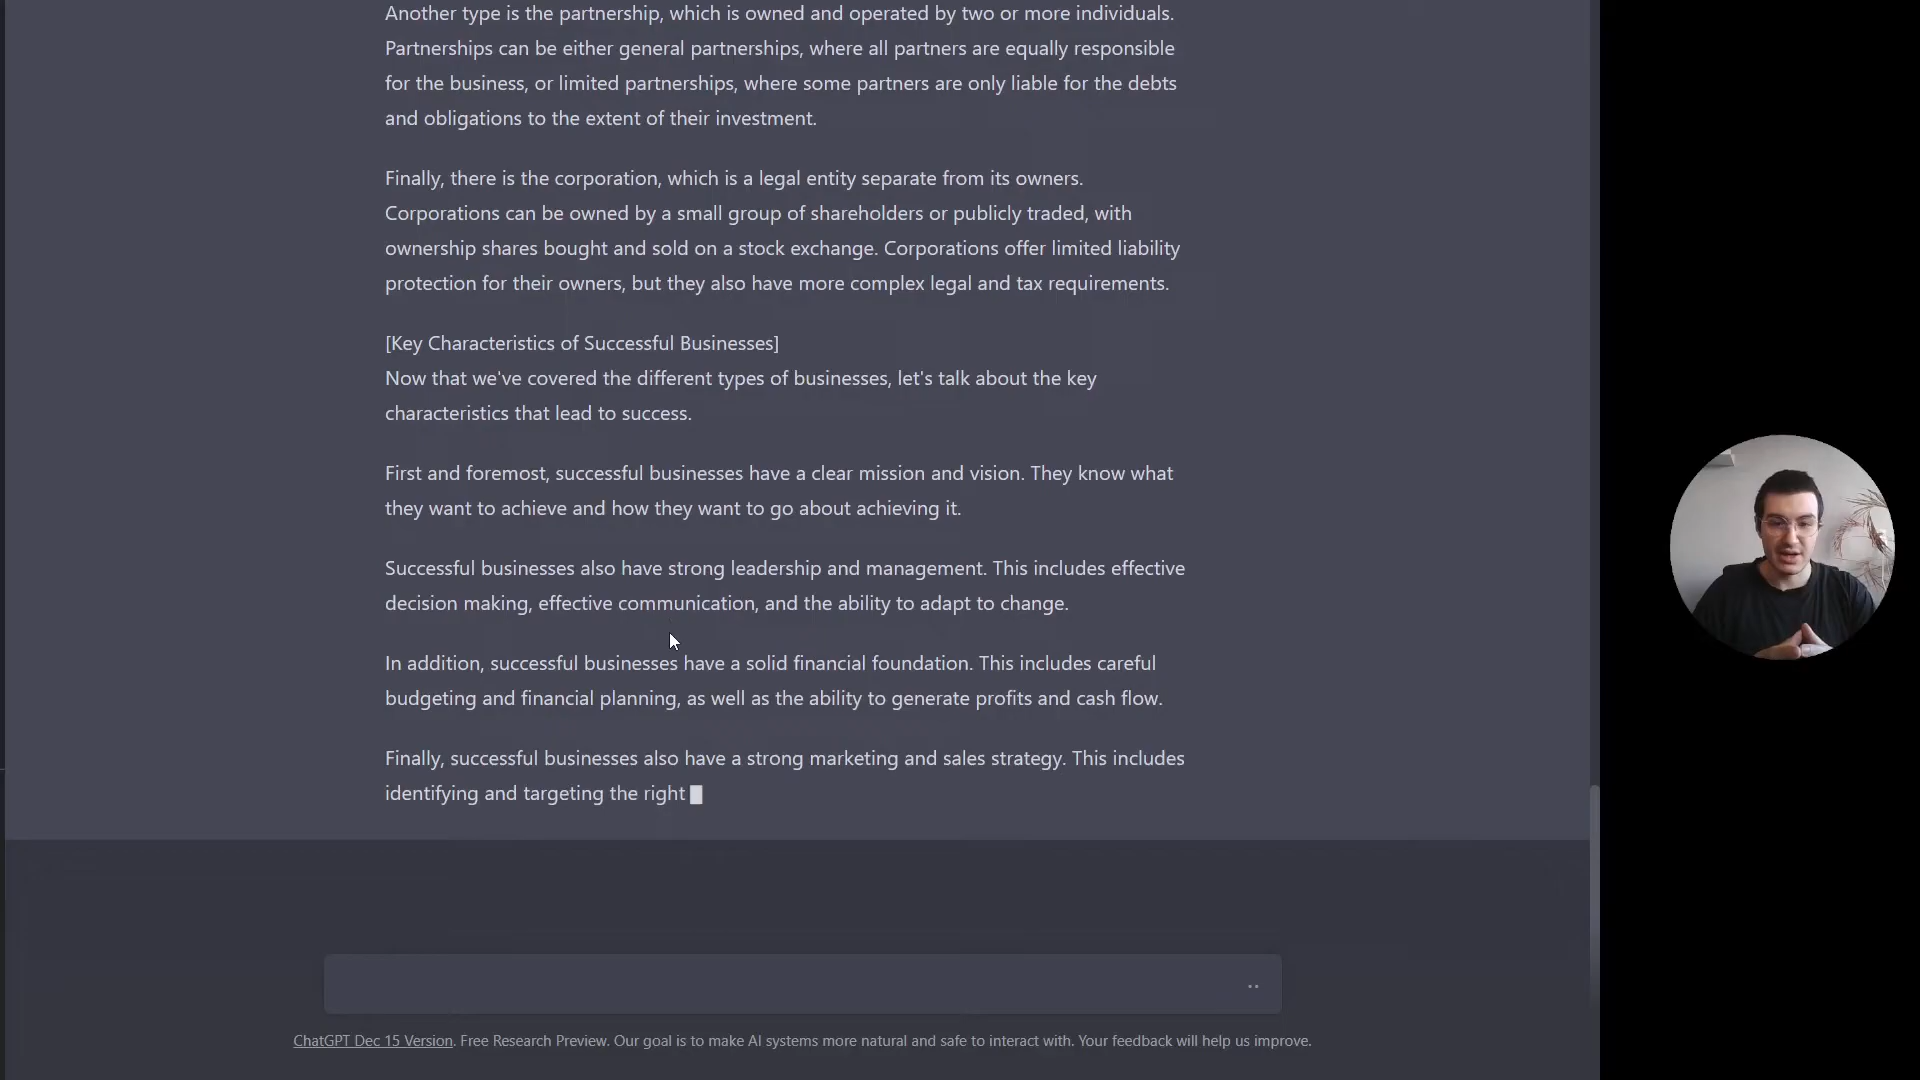 Another type is the partnership, which is owned and operated by two or more individuals.
Partnerships can be either general partnerships, where all partners are equally responsible
for the business, or limited partnerships, where some partners are only liable for the debts
and obligations to the extent of their investment.
Finally, there is the corporation, which is a legal entity separate from its owners.
Corporations can be owned by a small group of shareholders or publicly traded, with
ownership shares bought and sold on a stock exchange. Corporations offer limited liability
protection for their owners, but they also have more complex legal and tax requirements.
[Key Characteristics of Successful Businesses]
Now that we've covered the different types of businesses, let's talk about the key
characteristics that lead to success.
First and foremost, successful businesses have a clear mission and vision. They know what
they want to achieve and how they want to go about achieving it.
Successful businesses also have strong leadership and management. This includes effective
decision making, effective communication, and the ability to adapt to change.
In addition, successful businesses have a solid financial foundation. This includes careful
budgeting and financial planning, as well as the ability to generate profits and cash flow.
Finally, successful businesses also have a strong marketing and sales strategy. This includes
identifying and targeting the right
ChatGPT Dec 15 Version. Free Research Preview. Our goal is to make AI systems more natural and safe to interact with. Your feedback will help us improve.